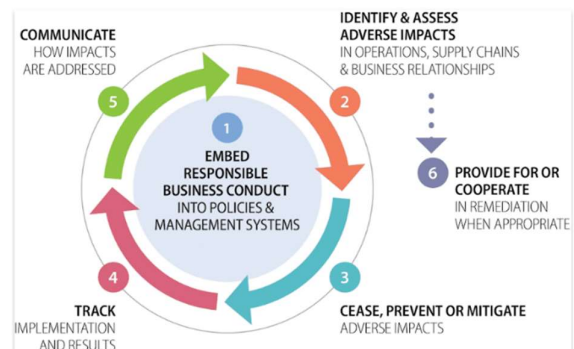 COMMUNICATE
HOW IMPACTS
ARE ADDRESSED
5
1
EMBED
RESPONSIBLE
BUSINESS CONDUCT
INTO POLICIES &
MANAGEMENT SYSTEMS
IDENTIFY & ASSESS
ADVERSE IMPACTS
IN OPERATIONS, SUPPLY CHAINS
& BUSINESS RELATIONSHIPS
2
6
PROVIDE FOR OR
COOPERATE
IN REMEDIATION
WHEN APPROPRIATE
3
CEASE, PREVENT OR MITIGATE
ADVERSE IMPACTS
4
TRACK
IMPLEMENTATION
AND RESULTS